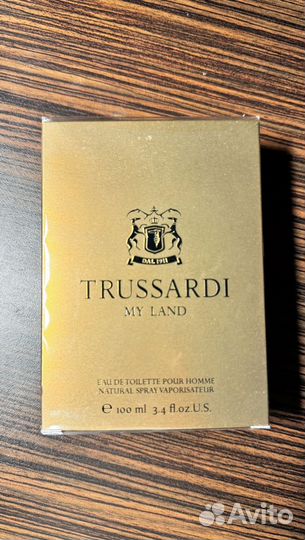 DAL 1911
TRUSSARDI
MY LAND
EAU DE TOILETTE POUR HOMME
NATURAL SPRAY VAPORISATEUR
℮ 100 ml 3.4 fl.oz.U.S.
Avito